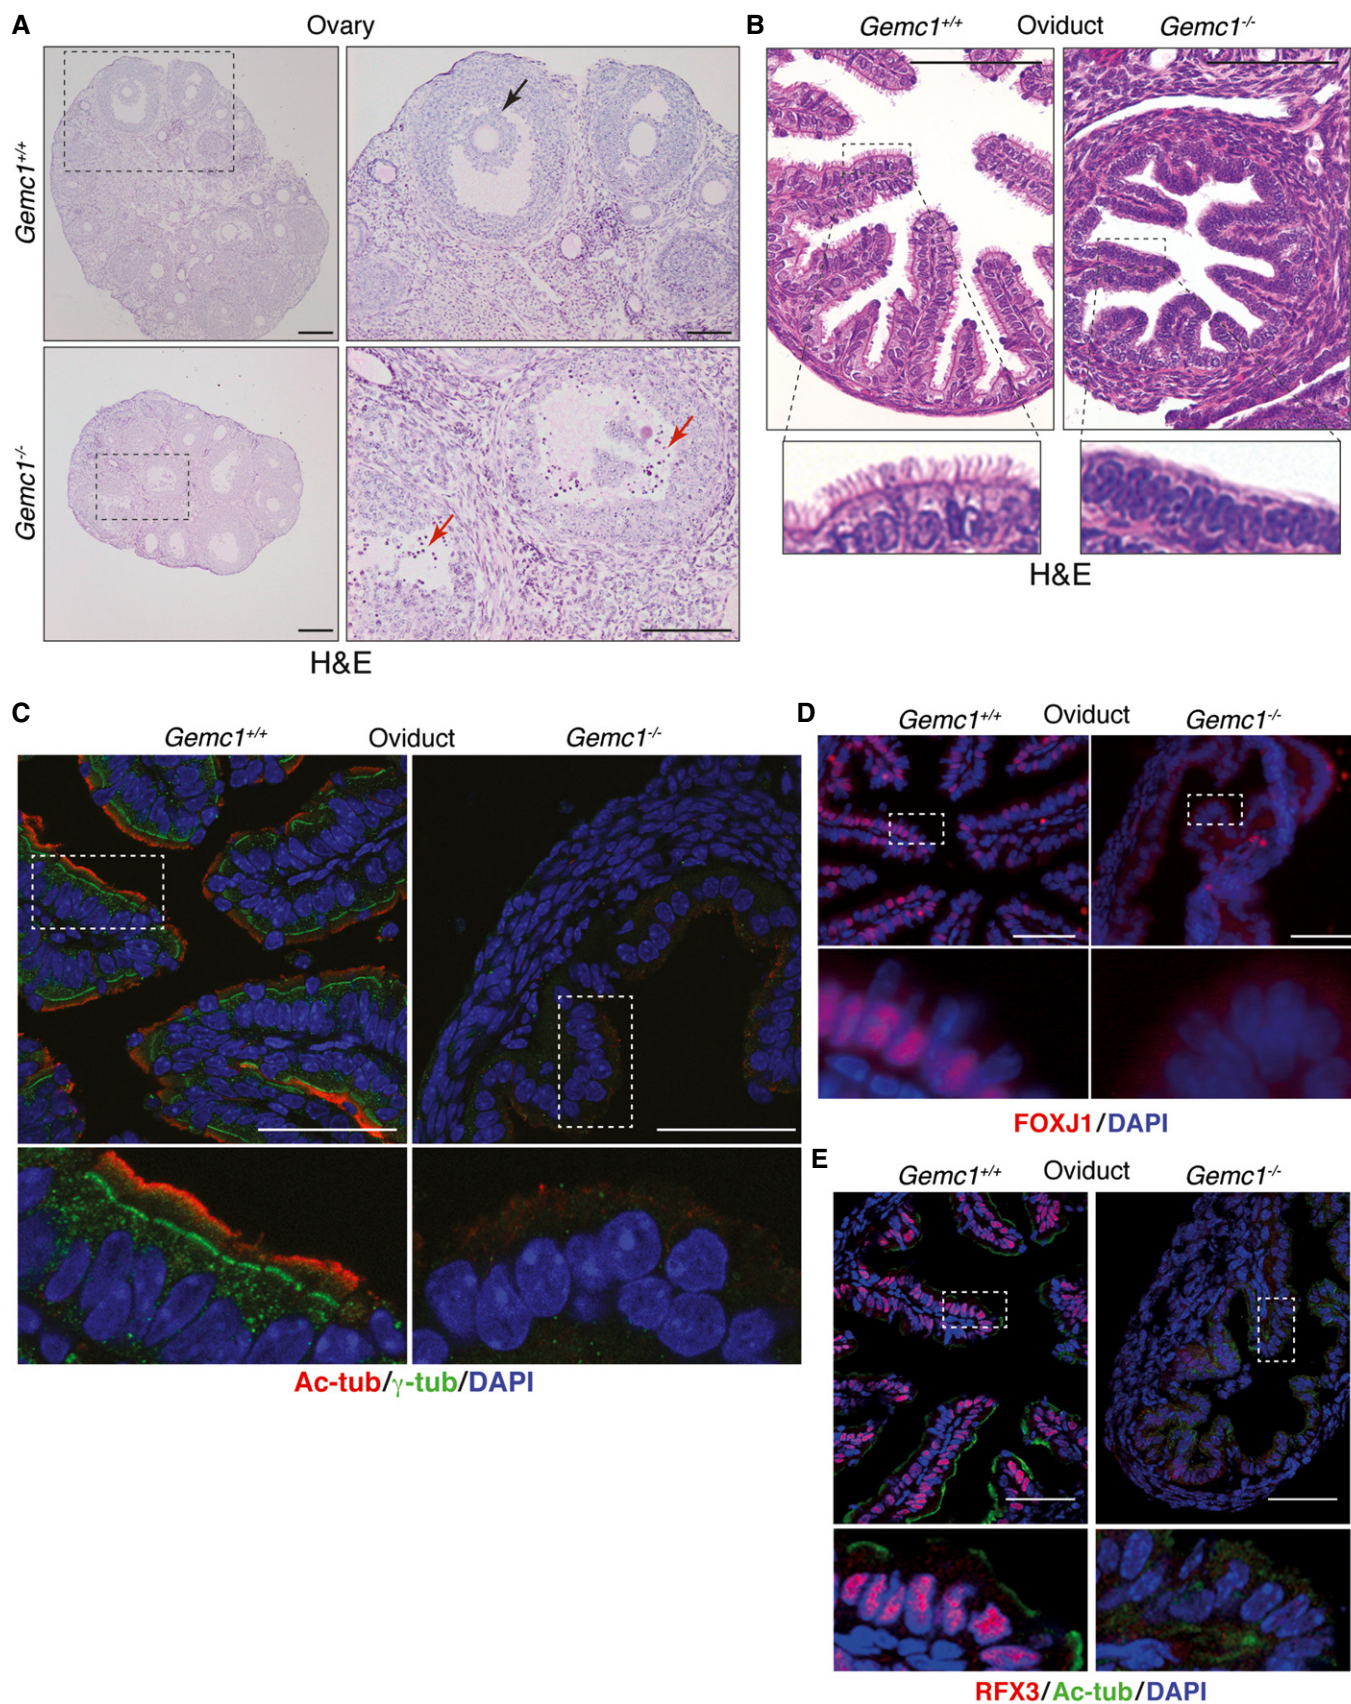 A
Ovary
Gemc1+/+
Gemc1-/-
H&E
B
Gemc1+/+ Oviduct Gemc1-/-
H&E
C
Gemc1+/+ Oviduct Gemc1-/-
Ac-tub/γ-tub/DAPI
D
Gemc1+/+ Oviduct Gemc1-/-
FOXJ1/DAPI
E
Gemc1+/+ Oviduct Gemc1-/-
RFX3/Ac-tub/DAPI